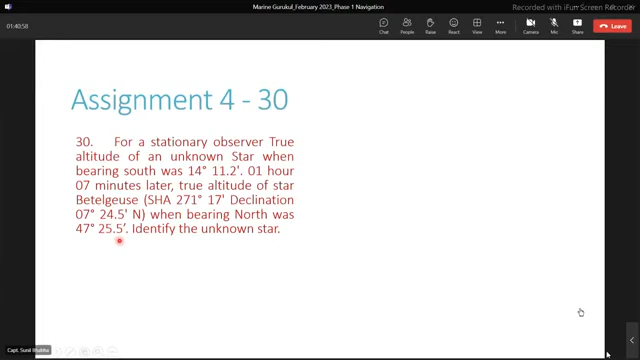 Marine Gurukul_February 2023_Phase 1 Navigation
Recorded with iFun Screen Recorder
01:40:58
Chat
People
Raise
React
View
More
Camera
Mic
Share
Leave
Assignment 4 - 30
30. For a stationary observer True
altitude of an unknown Star when
bearing south was 14° 11.2'. 01 hour
07 minutes later, true altitude of star
Betelgeuse (SHA 271° 17' Declination
07° 24.5' N) when bearing North was
47° 25.5'. Identify the unknown star.
Capt. Sunil Bhabha